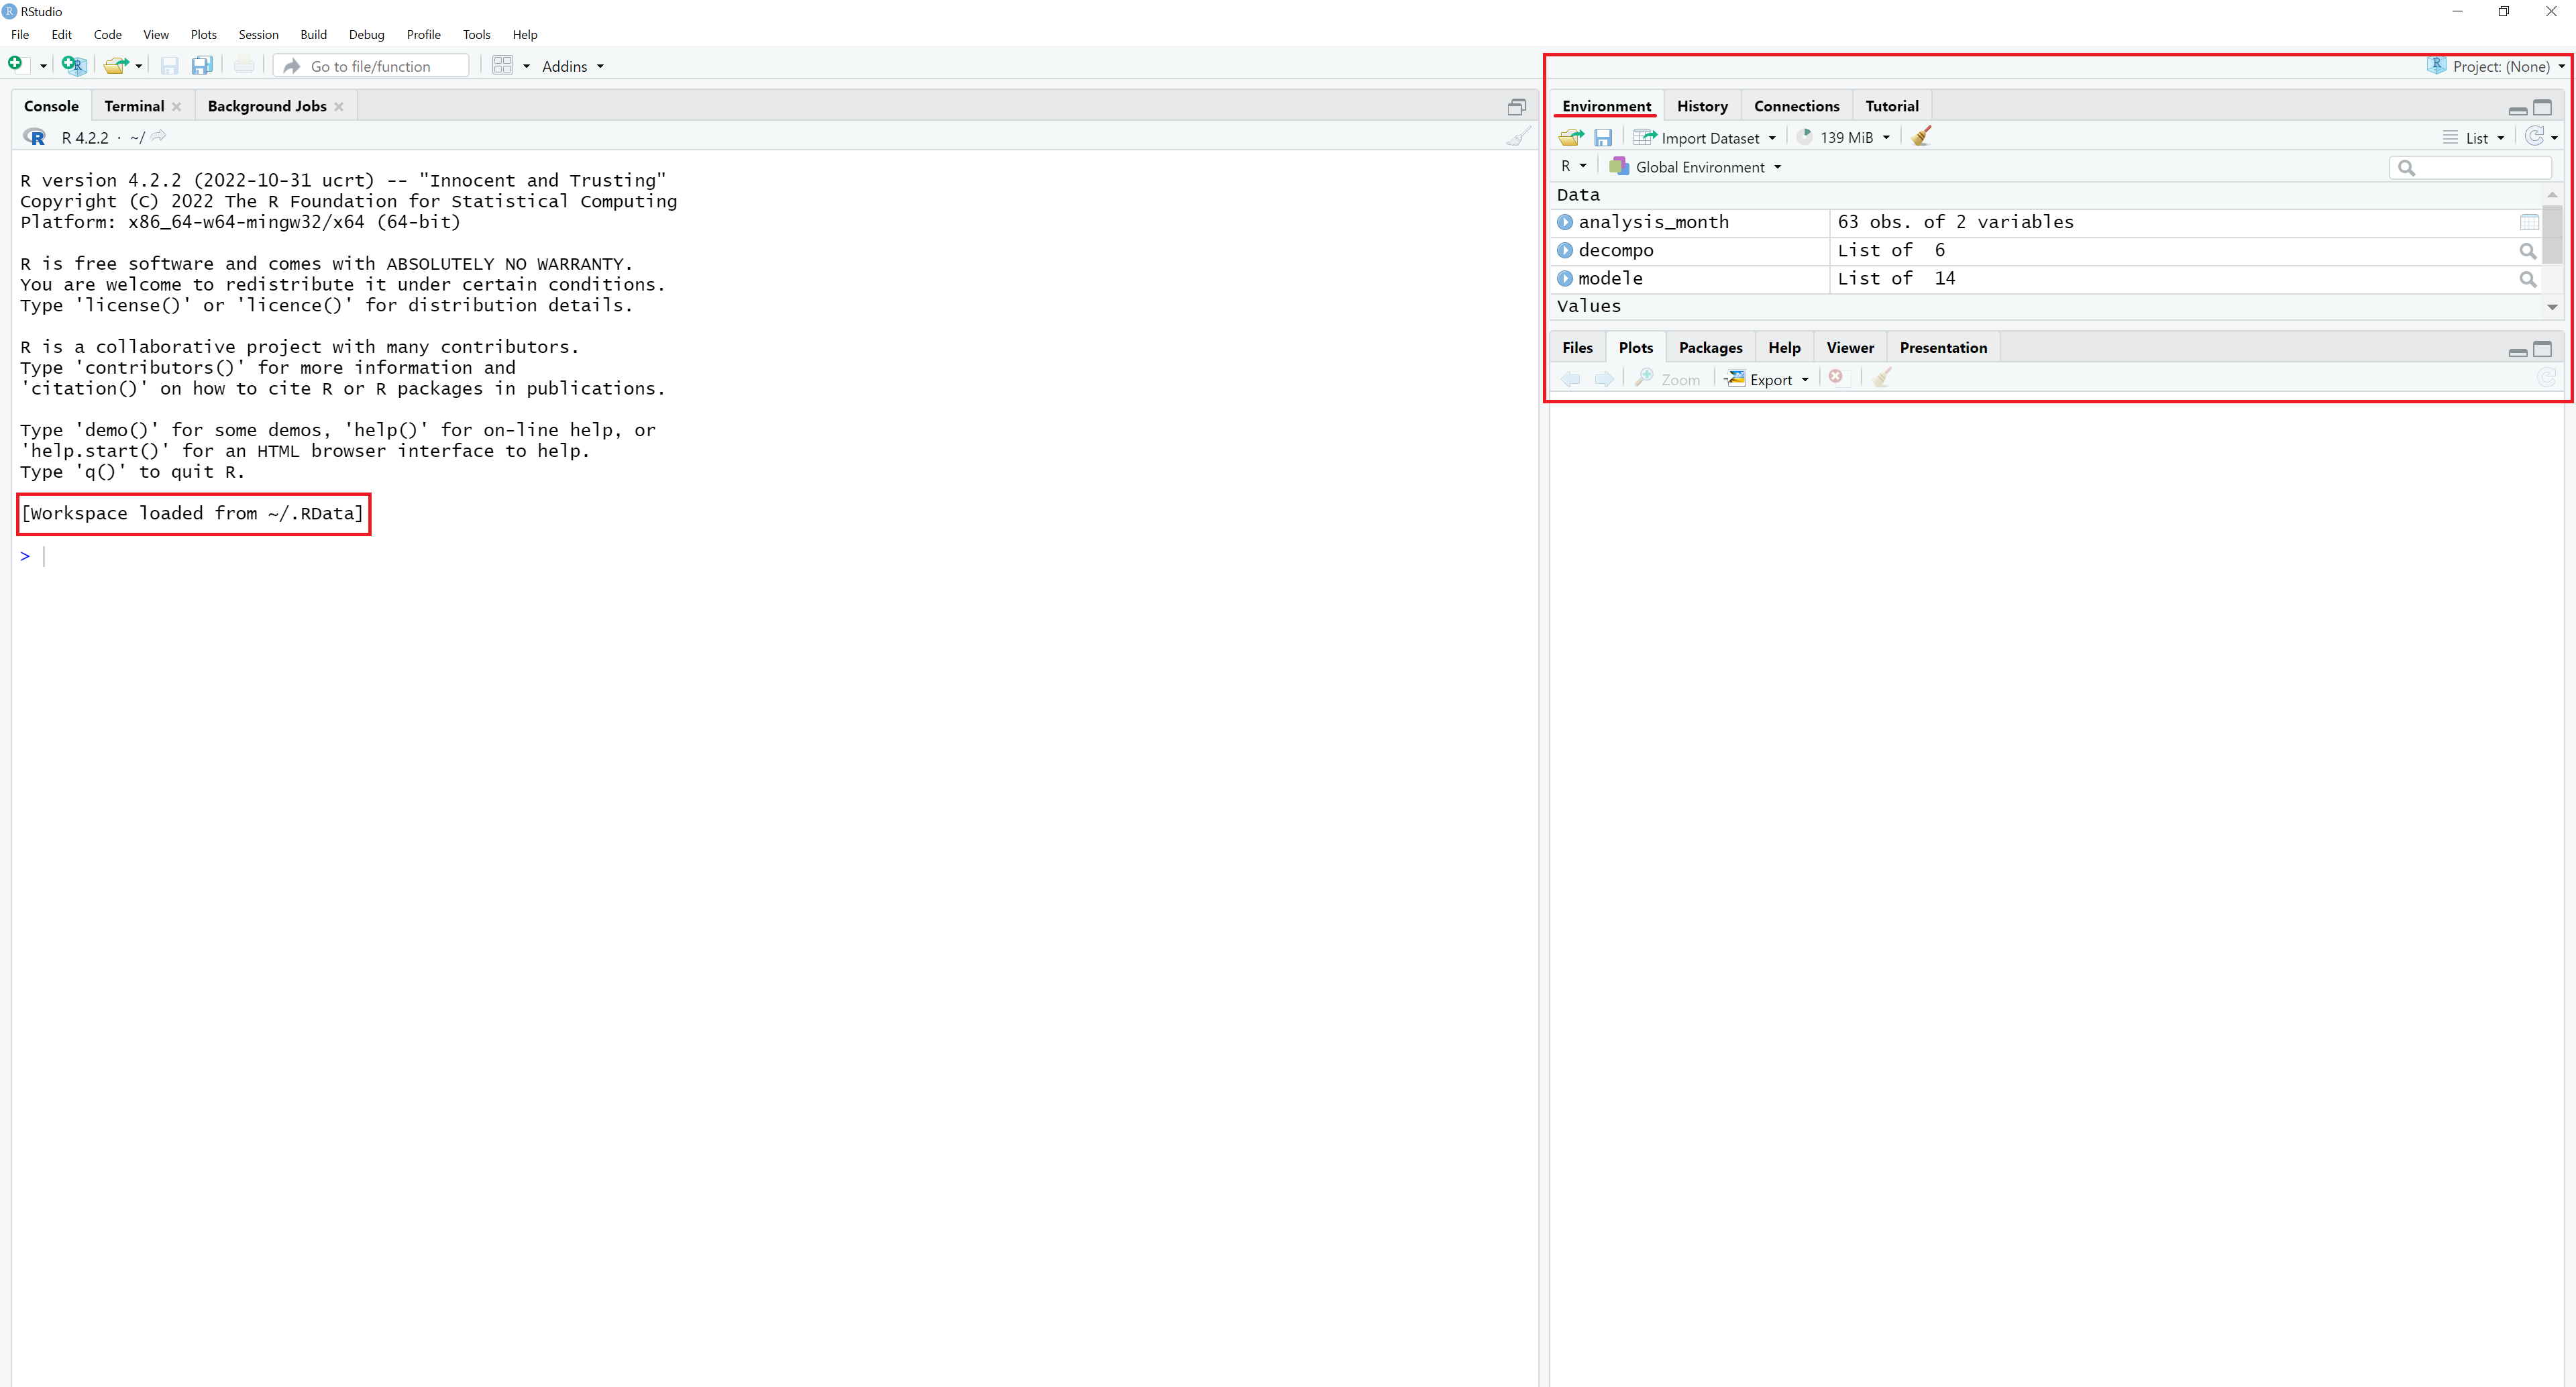 RStudio
File Edit Code View Plots Session Build Debug Profile Tools Help
Go to file/function Addins
Project: (None)
Console Terminal Background Jobs
R 4.2.2 · ~/
R version 4.2.2 (2022-10-31 ucrt) -- "Innocent and Trusting"
Copyright (C) 2022 The R Foundation for Statistical Computing
Platform: x86_64-w64-mingw32/x64 (64-bit)
R is free software and comes with ABSOLUTELY NO WARRANTY.
You are welcome to redistribute it under certain conditions.
Type 'license()' or 'licence()' for distribution details.
R is a collaborative project with many contributors.
Type 'contributors()' for more information and
'citation()' on how to cite R or R packages in publications.
Type 'demo()' for some demos, 'help()' for on-line help, or
'help.start()' for an HTML browser interface to help.
Type 'q()' to quit R.
[Workspace loaded from ~/.RData]
>
Environment History Connections Tutorial
Import Dataset 139 MiB List
R Global Environment
Data
analysis_month 63 obs. of 2 variables
decompo List of 6
modele List of 14
Values
Files Plots Packages Help Viewer Presentation
Zoom Export